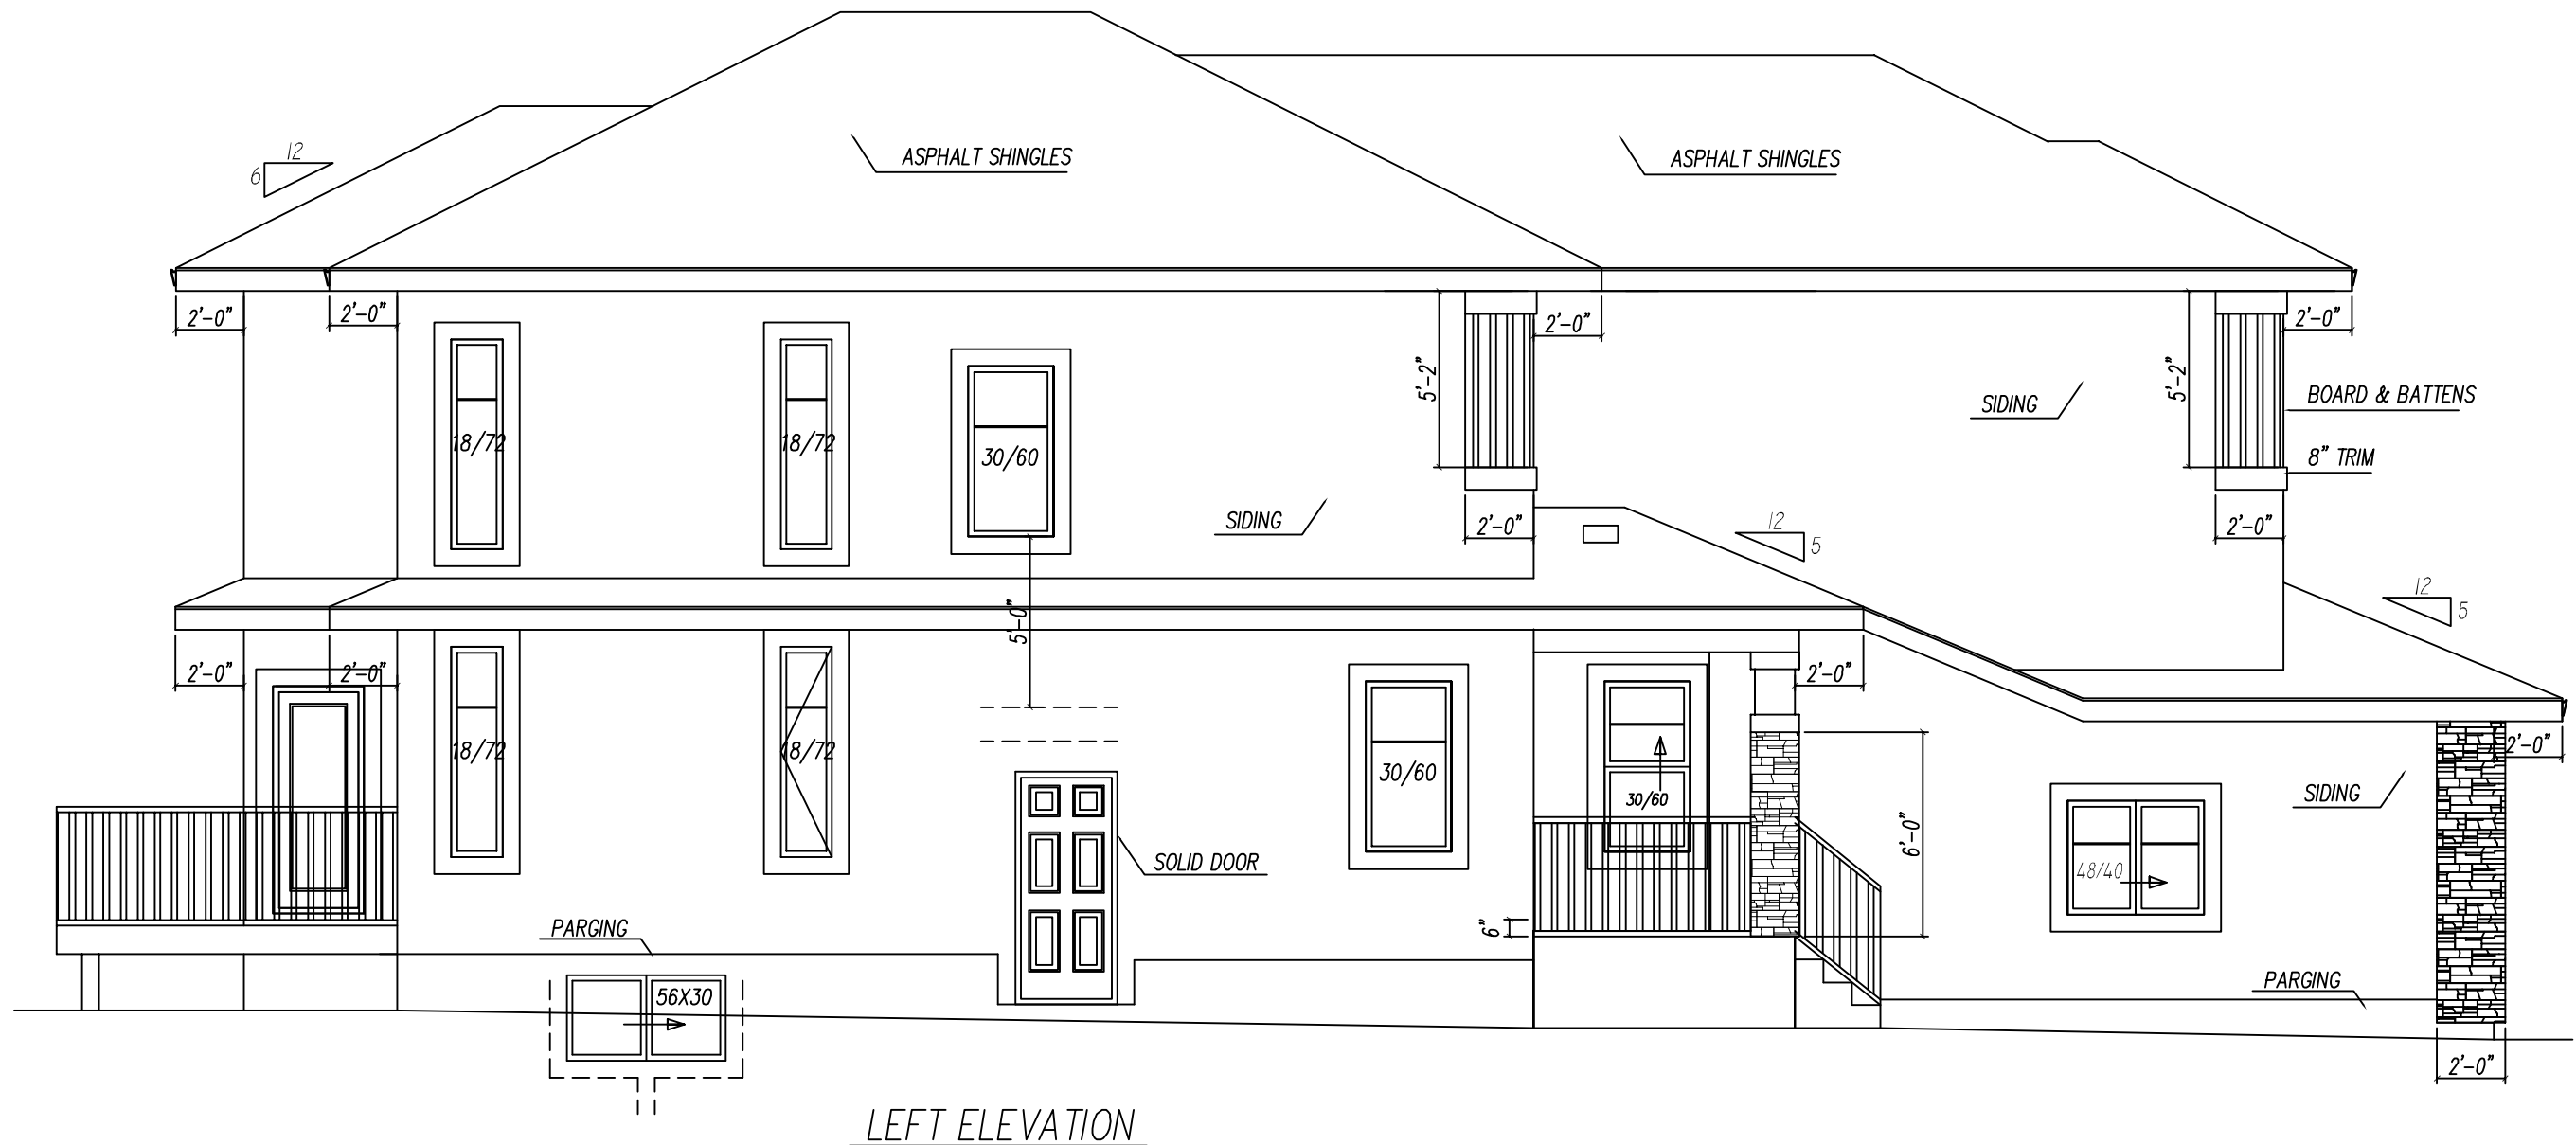 12
6
ASPHALT SHINGLES
ASPHALT SHINGLES
2'-0"
2'-0"
2'-0"
2'-0"
5'-2"
5'-2"
BOARD & BATTENS
SIDING
8" TRIM
18/72
18/72
30/60
SIDING
2'-0"
2'-0"
12
5
12
5
5'-0"
2'-0"
2'-0"
2'-0"
18/72
18/72
30/60
30/60
2'-0"
SIDING
6'-0"
48/40
SOLID DOOR
6"
PARGING
PARGING
56X30
2'-0"
LEFT ELEVATION